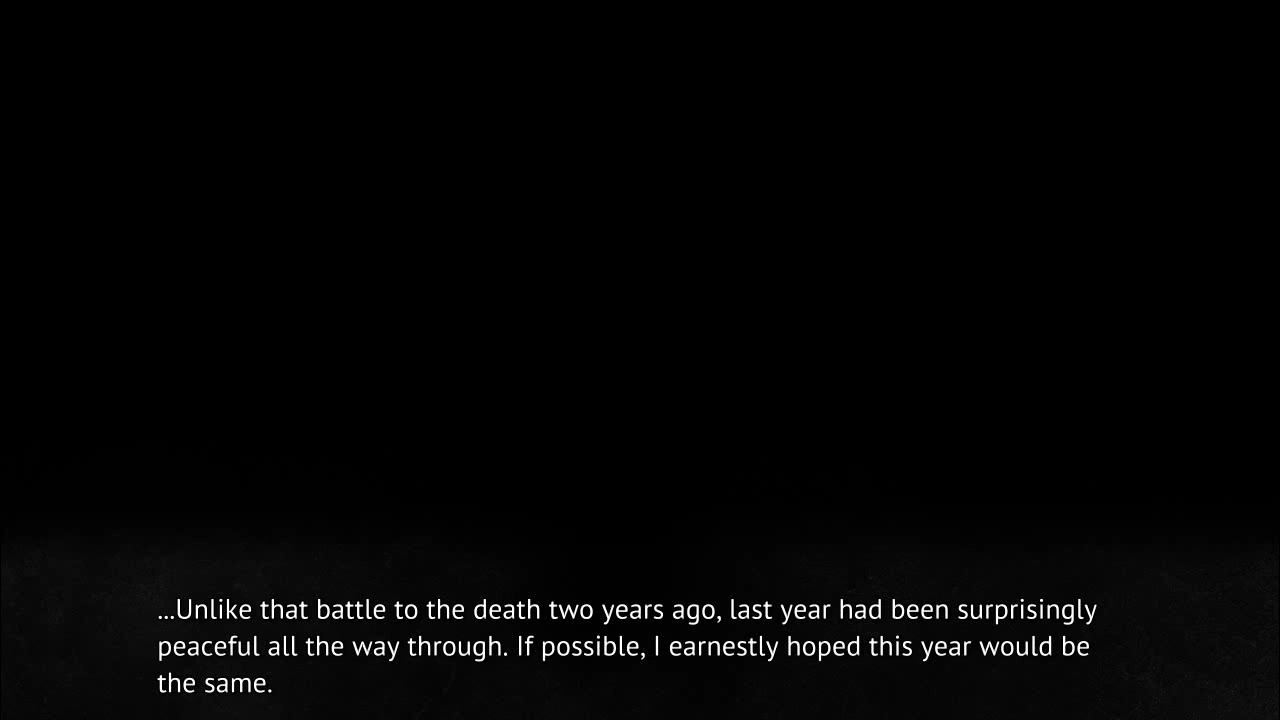 ...Unlike that battle to the death two years ago, last year had been surprisingly
peaceful all the way through. If possible, I earnestly hoped this year would be
the same.